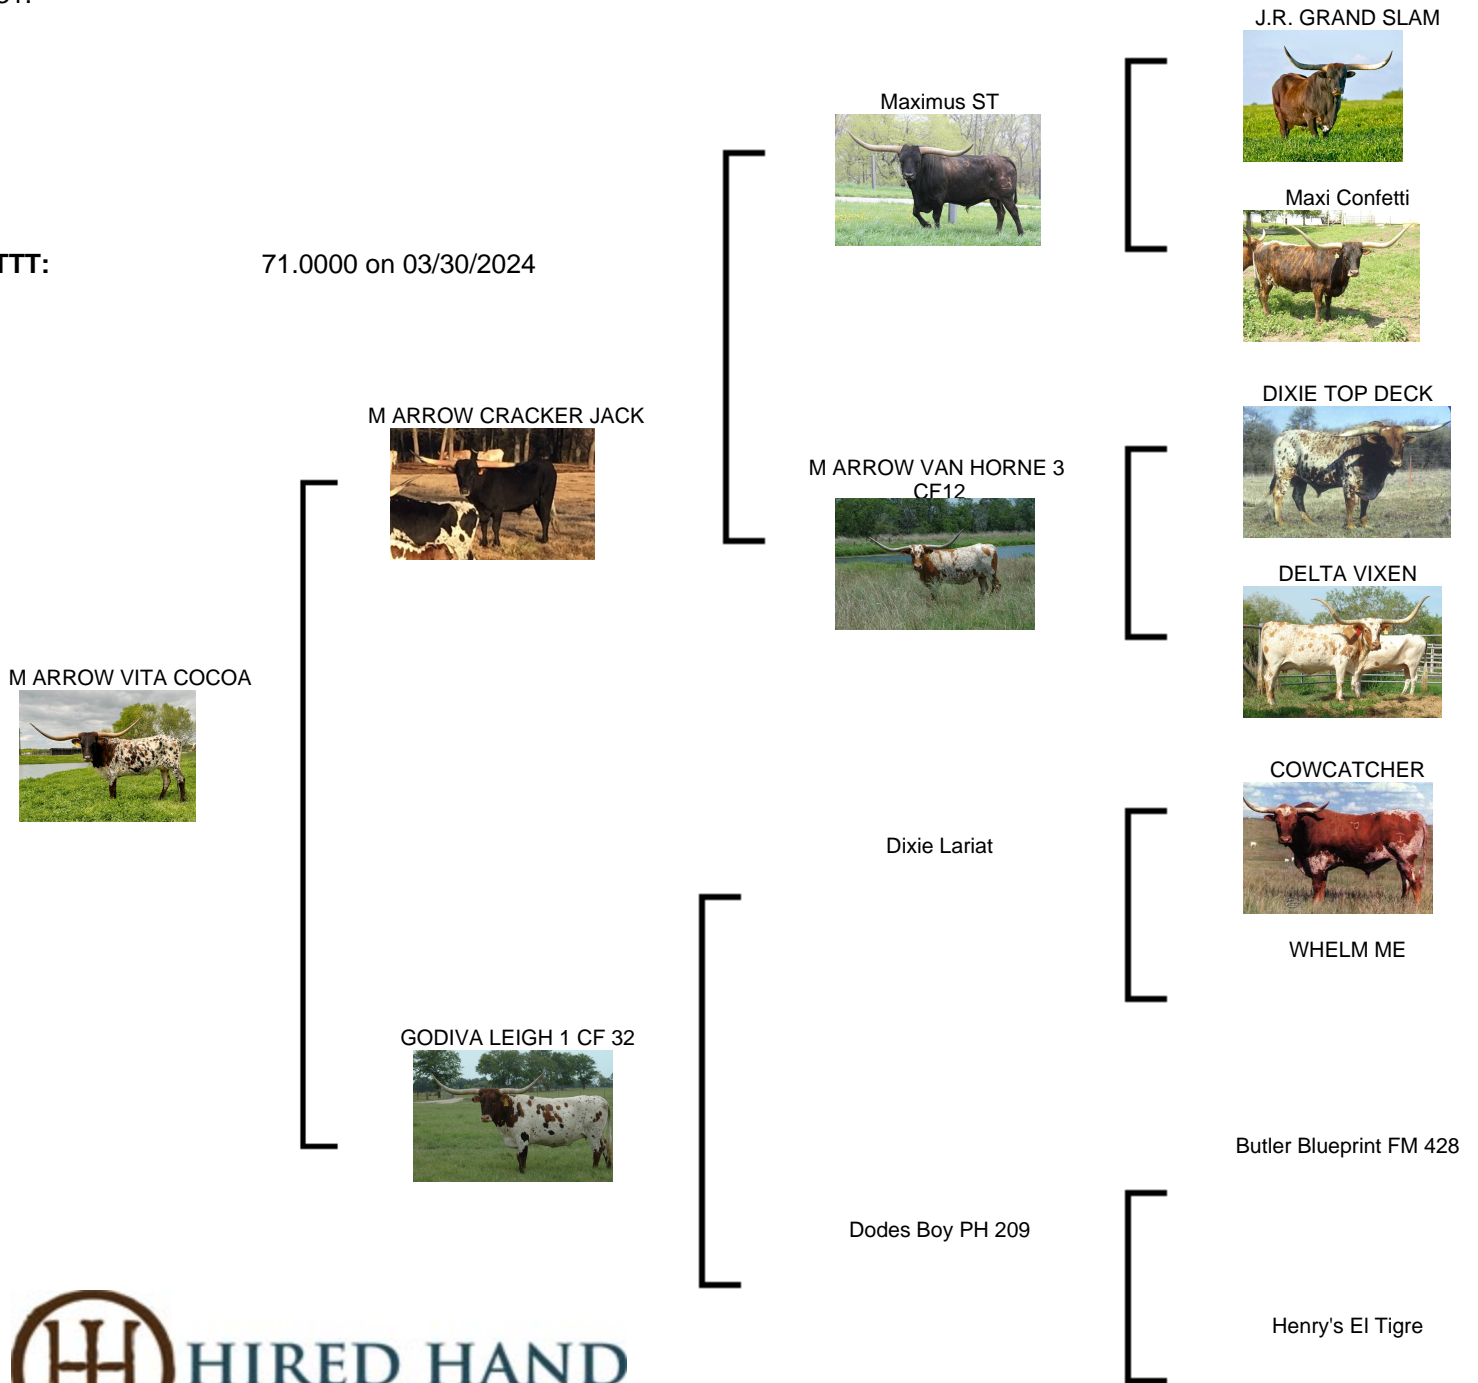 J.R. GRAND SLAM
Maximus ST
Maxi Confetti
TTT: 71.0000 on 03/30/2024
DIXIE TOP DECK
M ARROW CRACKER JACK
M ARROW VAN HORNE 3
CF12
DELTA VIXEN
M ARROW VITA COCOA
COWCATCHER
Dixie Lariat
WHELM ME
GODIVA LEIGH 1 CF 32
Butler Blueprint FM 428
Dodes Boy PH 209
Henry's El Tigre
HIRED HAND